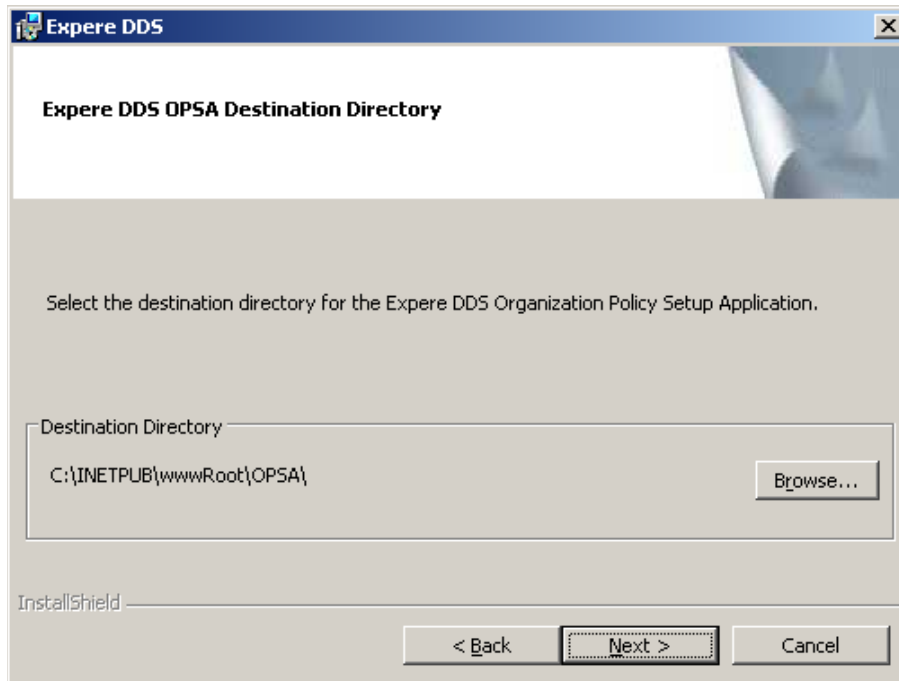 Expere DDS
Expere DDS OPSA Destination Directory
Select the destination directory for the Expere DDS Organization Policy Setup Application.
Destination Directory
C:\INETPUB\wwwRoot\OPSA\
Browse...
InstallShield
< Back
Next >
Cancel